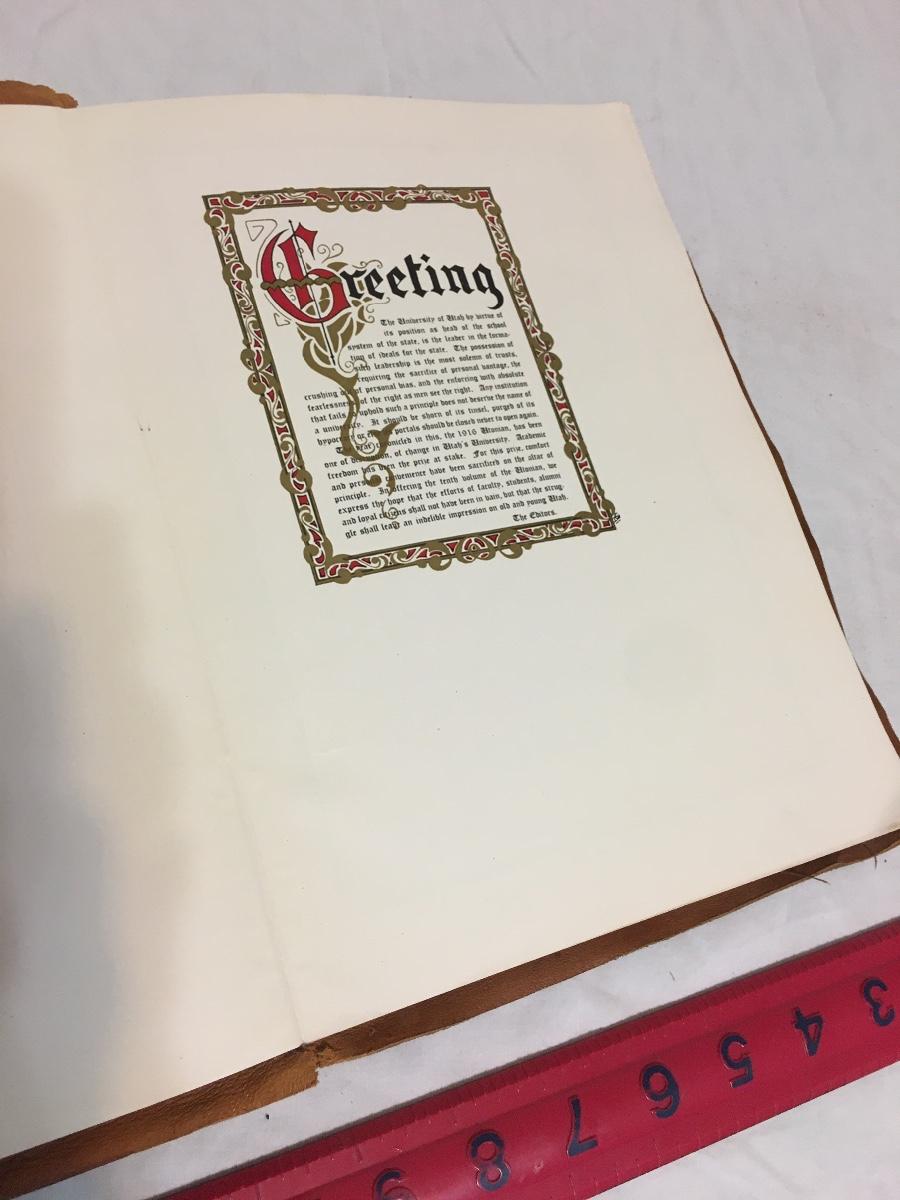 Greeting
The University of Utah by virtue of
its position as head of the school
system of the state, is the leader in the forma-
tion of ideals for the state. The possession of
such leadership is the most solemn of trusts,
requiring the sacrifice of personal vantage, the
crushing out of personal bias, and the enforcing with absolute
fearlessness of the right as men see the right. Any institution
that fails to uphold such a principle does not deserve the name of
a university. It should be shorn of its tinsel, purged of its
or portals should be closed never to open again.
The year chronicled in this, the 1916 Utonian, has been
one of of change in Utah's University. Academic
freedom has been the prize at stake. For this prize, comfort
and convenience have been sacrificed on the altar of
principle. In offering the tenth volume of the Utonian, we
express the hope that the efforts of faculty, students, alumni
and loyal citizens shall not have been in vain, but that the strug-
gle shall leave an indelible impression on old and young Utah.
The Editors.
3 4 5 6 7 8 9